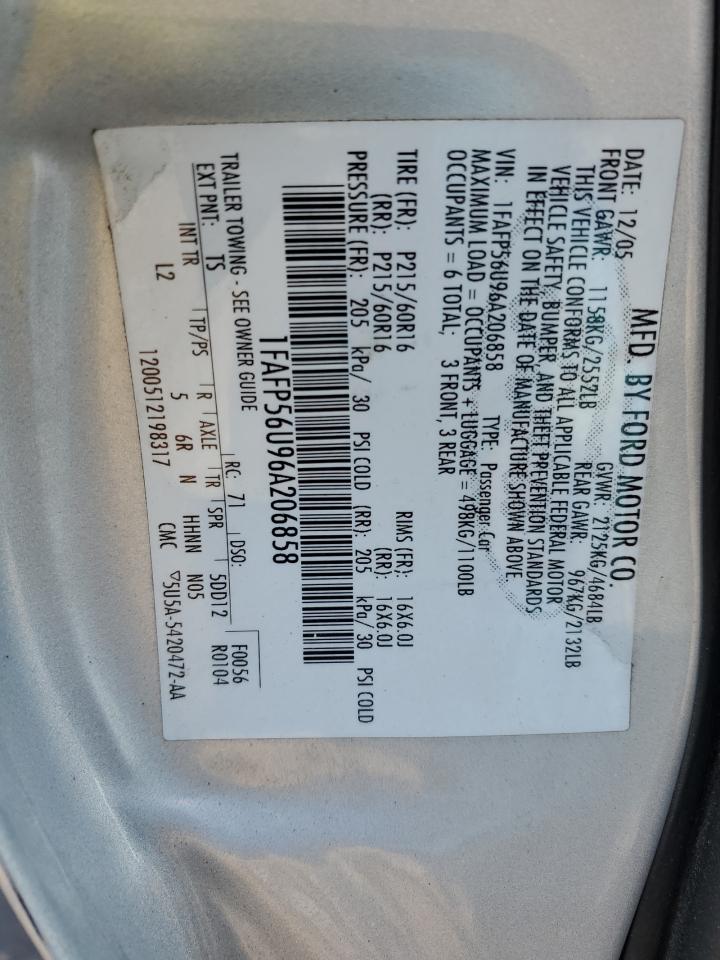 MFD. BY FORD MOTOR CO.
DATE: 12/05 GVWR: 2125KG/4684LB
FRONT GAWR: 1158KG/2552LB REAR GAWR: 967KG/2132LB
THIS VEHICLE CONFORMS TO ALL APPLICABLE FEDERAL MOTOR
VEHICLE SAFETY, BUMPER, AND THEFT PREVENTION STANDARDS
IN EFFECT ON THE DATE OF MANUFACTURE SHOWN ABOVE.
VIN: 1FAFP56U96A206858 TYPE: Passenger Car
MAXIMUM LOAD = OCCUPANTS + LUGGAGE = 498KG/1100LB
OCCUPANTS = 6 TOTAL; 3 FRONT, 3 REAR
TIRE (FR): P215/60R16 RIMS (FR): 16X6.0J
(RR): P215/60R16 (RR): 16X6.0J
PRESSURE (FR): 205 kPa/ 30 PSI COLD (RR): 205 kPa/30 PSI COLD
1FAFP56U96A206858
TRAILER TOWING - SEE OWNER GUIDE
EXT PNT: TS RC: 71 DSO: F0056
R0104
INT TR TP/PS R AXLE TR SPR 5DD12
L2 5 6R N HHNN N05
1200512198317 CMC ▽5U5A-5420472-AA